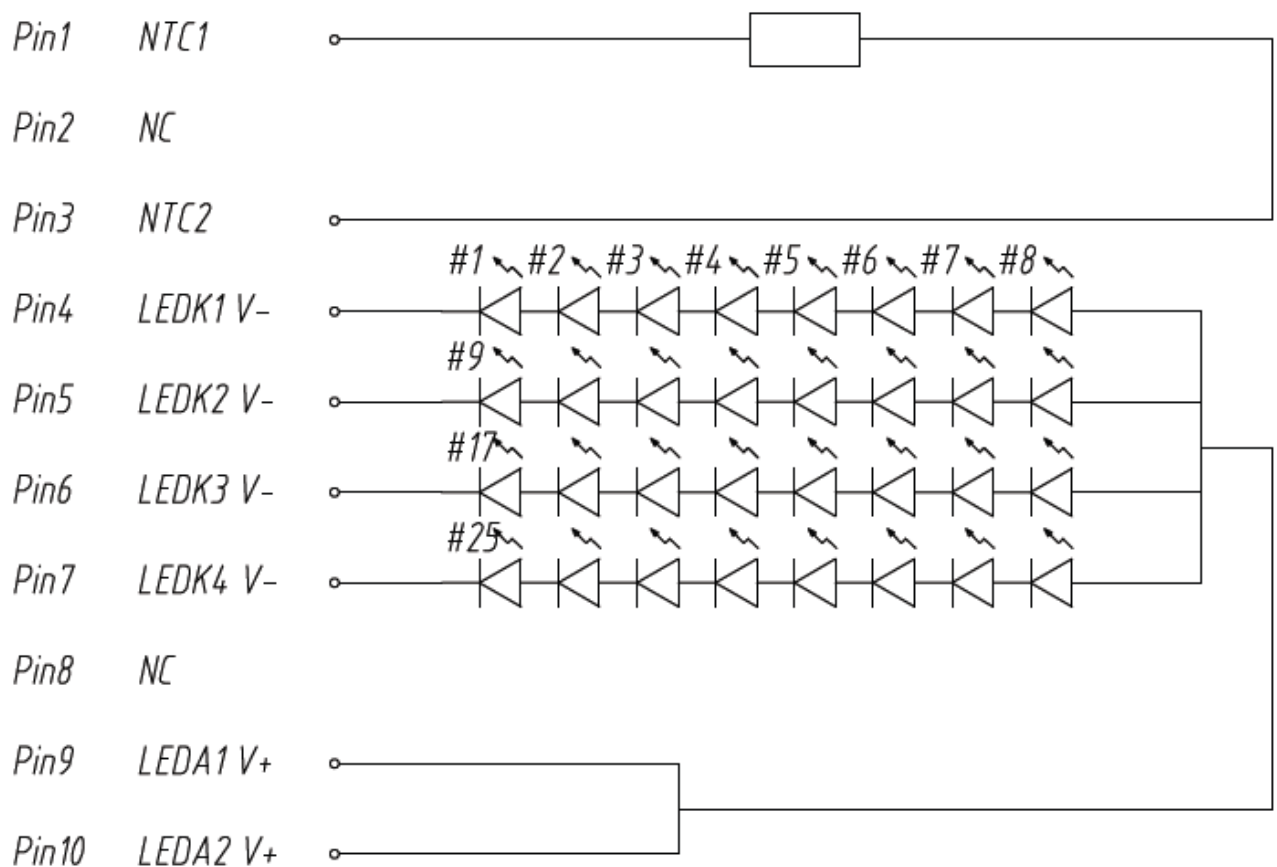 Pin1 NTC1
Pin2 NC
Pin3 NTC2
#1 #2 #3 #4 #5 #6 #7 #8
Pin4 LEDK1 V-
#9
Pin5 LEDK2 V-
#17
Pin6 LEDK3 V-
#25
Pin7 LEDK4 V-
Pin8 NC
Pin9 LEDA1 V+
Pin10 LEDA2 V+